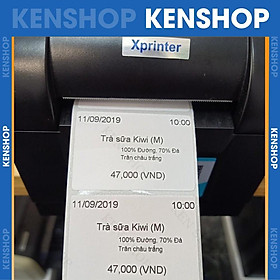 KENSHOP KENSHOP
KENSHOP
KENSHOP
Xprinter
11/09/2019 10:00
Trà sữa Kiwi (M)
100% Đường, 70% Đá
Trân châu trắng
47,000 (VND)
11/09/2019 10:00
Trà sữa Kiwi (M)
100% Đường, 70% Đá
Trân châu trắng
47,000 (VND)
KENSHOP KENSHOP